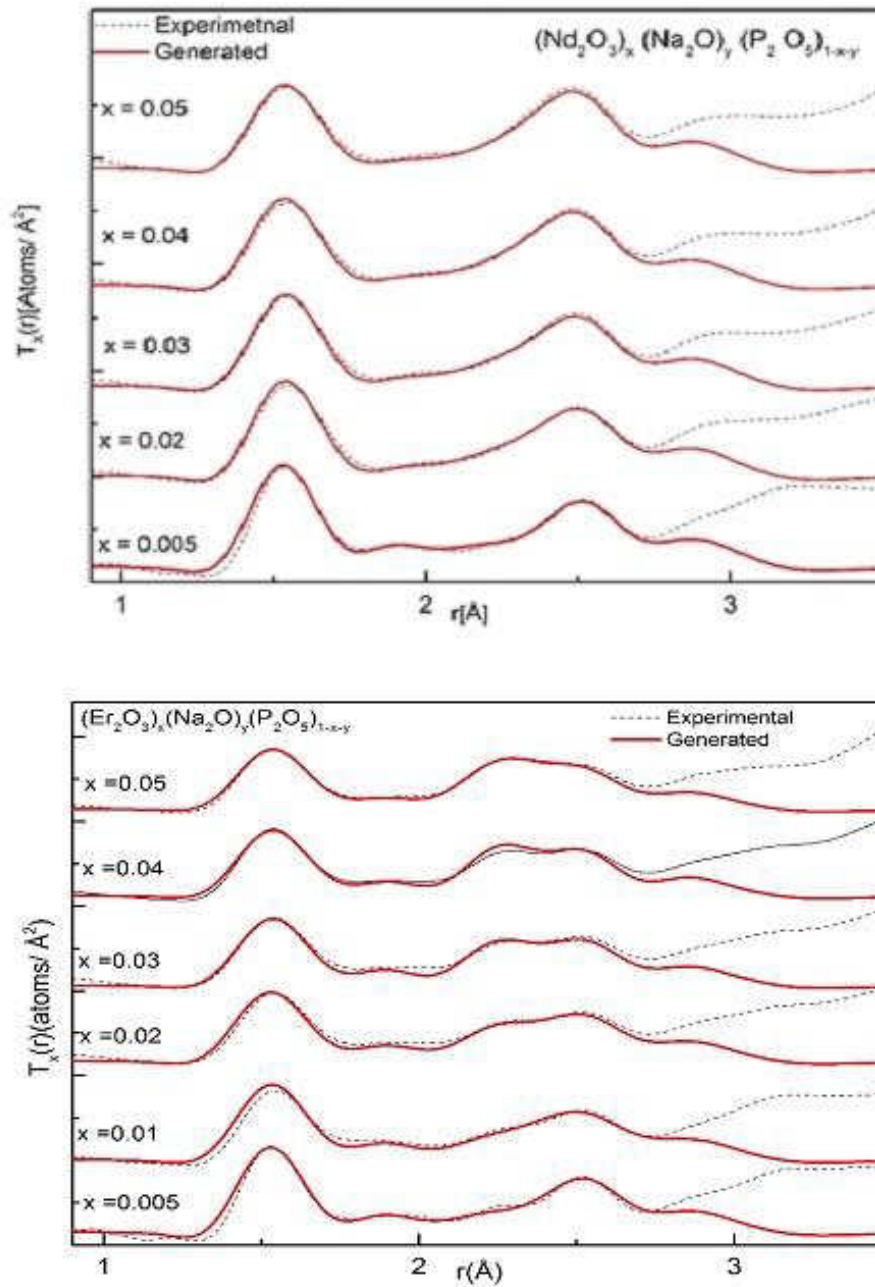 Experimetnal
Generated
(Nd₂O₃)ₓ (Na₂O)ᵧ (P₂ O₅)₁₋ₓ₋ᵧ
x = 0.05
x = 0.04
x = 0.03
x = 0.02
x = 0.005
Tₓ(r)[Atoms/ Å²]
1 2 3
r[Å]
(Er₂O₃)ₓ(Na₂O)ᵧ(P₂O₅)₁₋ₓ₋ᵧ
Experimental
Generated
x =0.05
x =0.04
x =0.03
x =0.02
x =0.01
x =0.005
Tₓ(r)(atoms/ Å²)
1 2 3
r(Å)